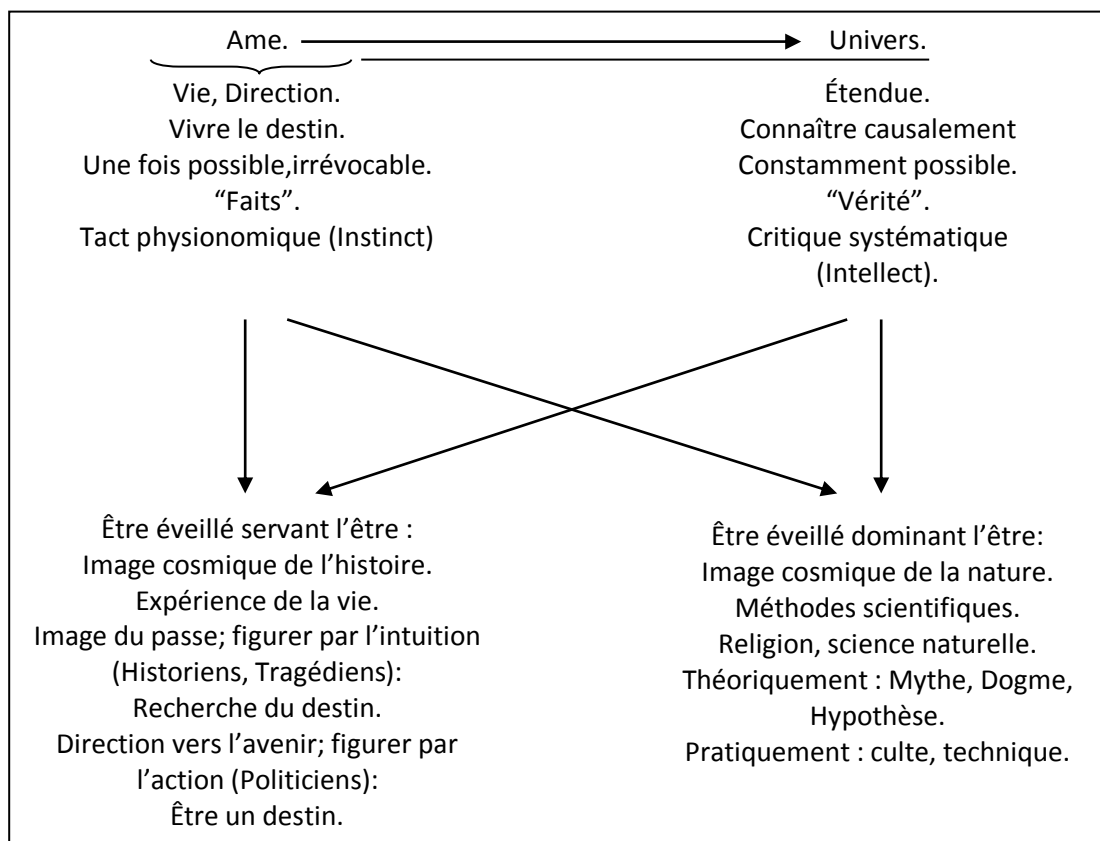 Ame.
Univers.
Vie, Direction.
Vivre le destin.
Une fois possible,irrévocable.
“Faits”.
Tact physionomique (Instinct)
Étendue.
Connaître causalement
Constamment possible.
“Vérité”.
Critique systématique
(Intellect).
Être éveillé servant l’être :
Image cosmique de l’histoire.
Expérience de la vie.
Image du passe; figurer par l’intuition
(Historiens, Tragédiens):
Recherche du destin.
Direction vers l’avenir; figurer par
l’action (Politiciens):
Être un destin.
Être éveillé dominant l’être:
Image cosmique de la nature.
Méthodes scientifiques.
Religion, science naturelle.
Théoriquement : Mythe, Dogme,
Hypothèse.
Pratiquement : culte, technique.